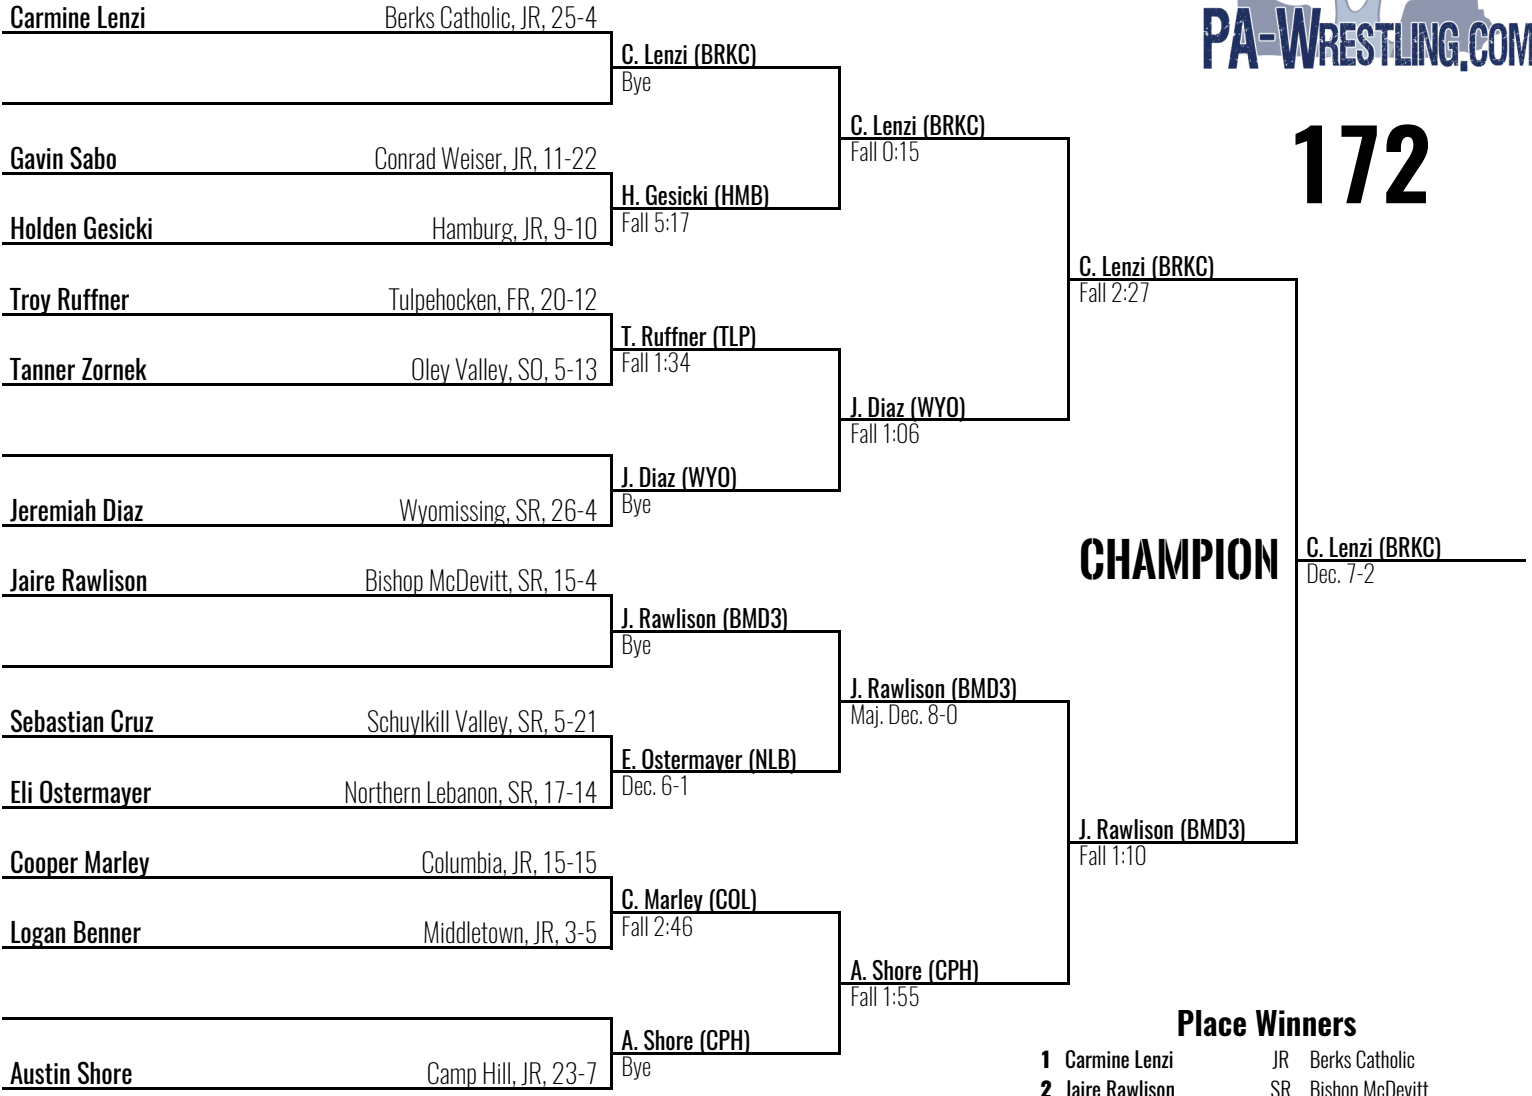 PA-WRESTLING.COM
172
Carmine Lenzi Berks Catholic, JR, 25-4
C. Lenzi (BRKC)
Bye
C. Lenzi (BRKC)
Fall 0:15
Gavin Sabo Conrad Weiser, JR, 11-22
H. Gesicki (HMB)
Fall 5:17
Holden Gesicki Hamburg, JR, 9-10
C. Lenzi (BRKC)
Fall 2:27
Troy Ruffner Tulpehocken, FR, 20-12
T. Ruffner (TLP)
Fall 1:34
Tanner Zornek Oley Valley, SO, 5-13
J. Diaz (WYO)
Fall 1:06
J. Diaz (WYO)
Bye
Jeremiah Diaz Wyomissing, SR, 26-4
CHAMPION
C. Lenzi (BRKC)
Dec. 7-2
Jaire Rawlison Bishop McDevitt, SR, 15-4
J. Rawlison (BMD3)
Bye
J. Rawlison (BMD3)
Maj. Dec. 8-0
Sebastian Cruz Schuylkill Valley, SR, 5-21
E. Ostermayer (NLB)
Dec. 6-1
Eli Ostermayer Northern Lebanon, SR, 17-14
J. Rawlison (BMD3)
Fall 1:10
Cooper Marley Columbia, JR, 15-15
C. Marley (COL)
Fall 2:46
Logan Benner Middletown, JR, 3-5
A. Shore (CPH)
Fall 1:55
A. Shore (CPH)
Bye
Austin Shore Camp Hill, JR, 23-7
Place Winners
1 Carmine Lenzi JR Berks Catholic
2 Jaire Rawlison SR Bishop McDevitt